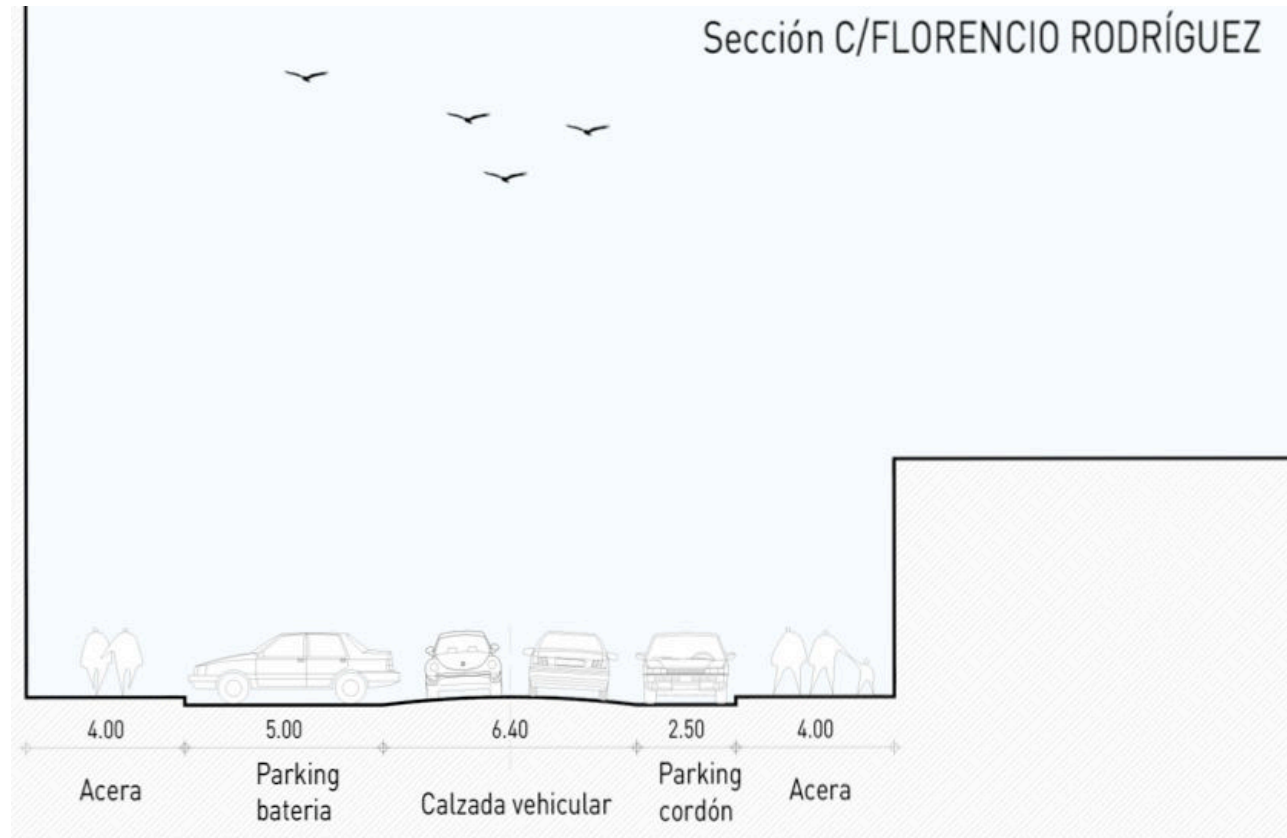 Sección C/FLORENCIO RODRÍGUEZ
4.00 5.00 6.40 2.50 4.00
Acera
Parking
bateria
Calzada vehicular
Parking
cordón
Acera